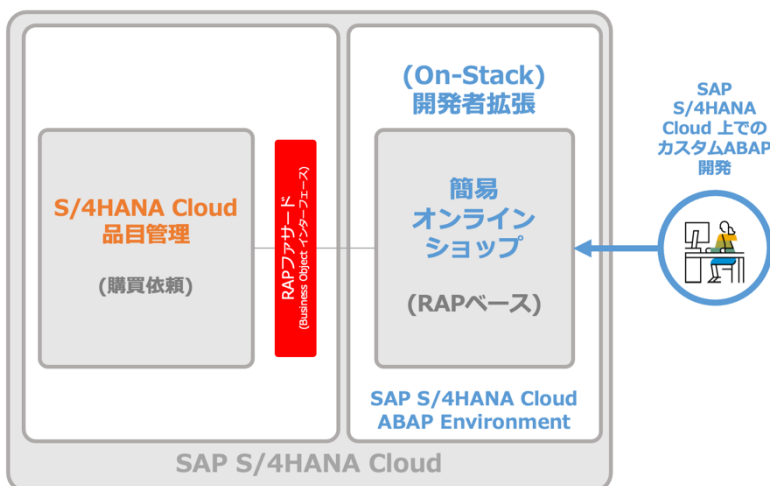 S/4HANA Cloud
品目管理
(購買依頼)
RAPファサード
(Business Object インターフェース)
(On-Stack)
開発者拡張
簡易
オンライン
ショップ
(RAPベース)
SAP S/4HANA Cloud
ABAP Environment
SAP
S/4HANA
Cloud 上での
カスタムABAP
開発
SAP S/4HANA Cloud